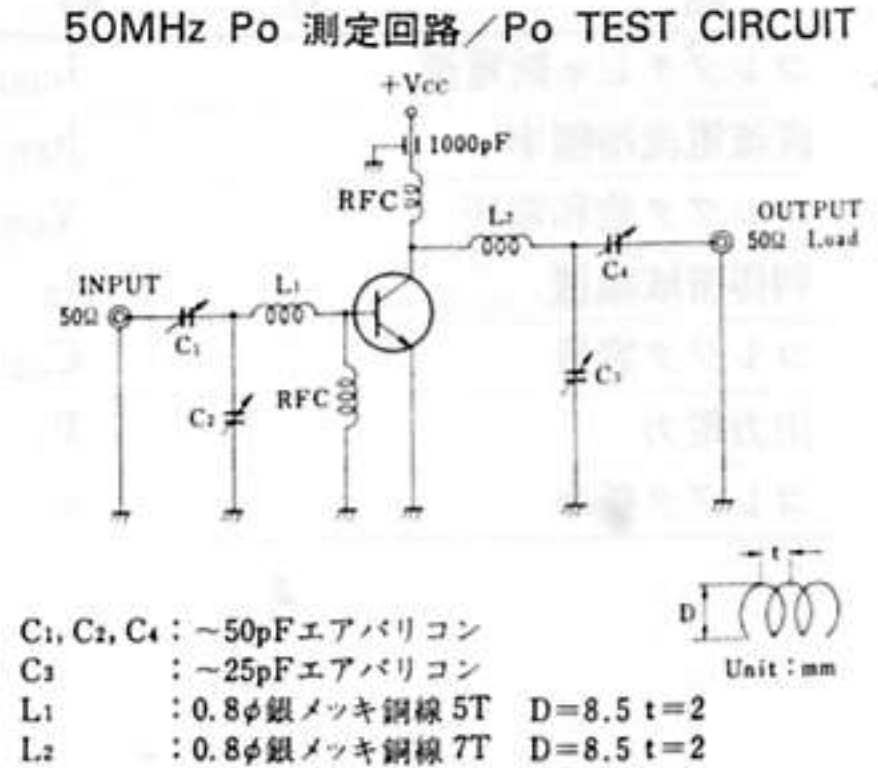 50MHz Po 測定回路/Po TEST CIRCUIT
+Vcc
1000pF
RFC
L2
OUTPUT
50Ω Load
C4
INPUT
50Ω
L1
C1
C3
C2
RFC
t
D
Unit:mm
C1, C2, C4:~50pFエアバリコン
C3:~25pFエアバリコン
L1:0.8φ銀メッキ銅線 5T D=8.5 t=2
L2:0.8φ銀メッキ銅線 7T D=8.5 t=2